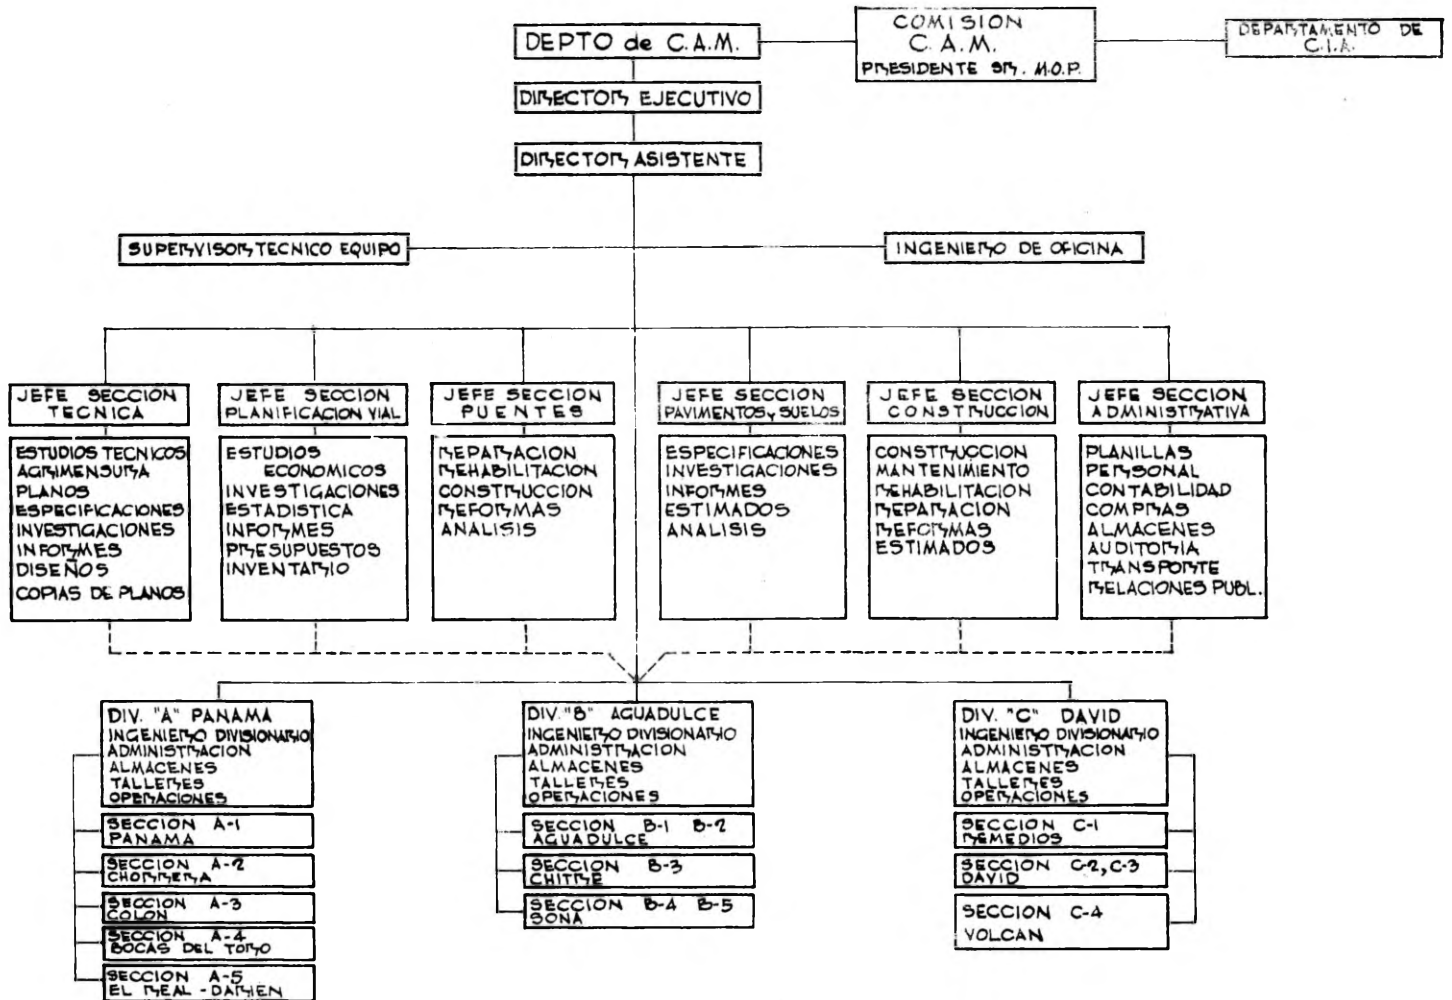 DEPTO de C.A.M.
COMISION
C.A.M.
PRESIDENTE SR. M.O.P.
DEPARTAMENTO DE
C.I.A.
DIRECTOR EJECUTIVO
DIRECTOR ASISTENTE
SUPERVISOR TECNICO EQUIPO
INGENIERO DE OFICINA
JEFE SECCION
TECNICA
ESTUDIOS TECNICOS
AGRIMENSURA
PLANOS
ESPECIFICACIONES
INVESTIGACIONES
INFORMES
DISEÑOS
COPIAS DE PLANOS
JEFE SECCION
PLANIFICACION VIAL
ESTUDIOS
ECONOMICOS
INVESTIGACIONES
ESTADISTICA
INFORMES
PRESUPUESTOS
INVENTARIO
JEFE SECCION
PUENTES
REPARACION
REHABILITACION
CONSTRUCCION
REFORMAS
ANALISIS
JEFE SECCION
PAVIMENTOS y SUELOS
ESPECIFICACIONES
INVESTIGACIONES
INFORMES
ESTIMADOS
ANALISIS
JEFE SECCION
CONSTRUCCION
CONSTRUCCION
MANTENIMIENTO
REHABILITACION
REPARACION
REFORMAS
ESTIMADOS
JEFE SECCION
ADMINISTRATIVA
PLANILLAS
PERSONAL
CONTABILIDAD
COMPRAS
ALMACENES
AUDITORIA
TRANSPORTE
RELACIONES PUBL.
DIV. "A" PANAMA
INGENIERO DIVISIONARIO
ADMINISTRACION
ALMACENES
TALLERES
OPERACIONES
SECCION A-1
PANAMA
SECCION A-2
CHORRERA
SECCION A-3
COLON
SECCION A-4
BOCAS DEL TORO
SECCION A-5
EL REAL - DARIEN
DIV. "B" AGUADULCE
INGENIERO DIVISIONARIO
ADMINISTRACION
ALMACENES
TALLERES
OPERACIONES
SECCION B-1 B-2
AGUADULCE
SECCION B-3
CHITRE
SECCION B-4 B-5
SONA
DIV. "C" DAVID
INGENIERO DIVISIONARIO
ADMINISTRACION
ALMACENES
TALLERES
OPERACIONES
SECCION C-1
REMEDIOS
SECCION C-2, C-3
DAVID
SECCION C-4
VOLCAN